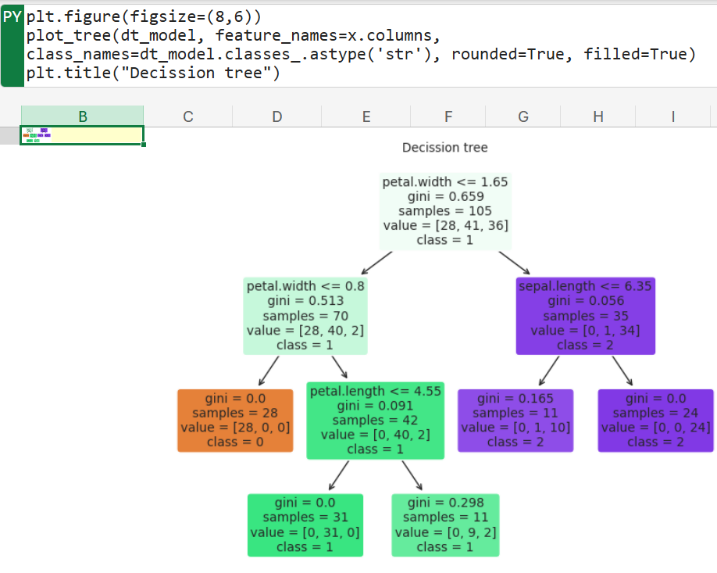 PY
plt.figure(figsize=(8,6))
plot_tree(dt_model, feature_names=x.columns,
class_names=dt_model.classes_.astype('str'), rounded=True, filled=True)
plt.title("Decission tree")
B C D E F G H I
Decission tree
petal.width <= 1.65
gini = 0.659
samples = 105
value = [28, 41, 36]
class = 1
petal.width <= 0.8
gini = 0.513
samples = 70
value = [28, 40, 2]
class = 1
sepal.length <= 6.35
gini = 0.056
samples = 35
value = [0, 1, 34]
class = 2
gini = 0.0
samples = 28
value = [28, 0, 0]
class = 0
petal.length <= 4.55
gini = 0.091
samples = 42
value = [0, 40, 2]
class = 1
gini = 0.165
samples = 11
value = [0, 1, 10]
class = 2
gini = 0.0
samples = 24
value = [0, 0, 24]
class = 2
gini = 0.0
samples = 31
value = [0, 31, 0]
class = 1
gini = 0.298
samples = 11
value = [0, 9, 2]
class = 1